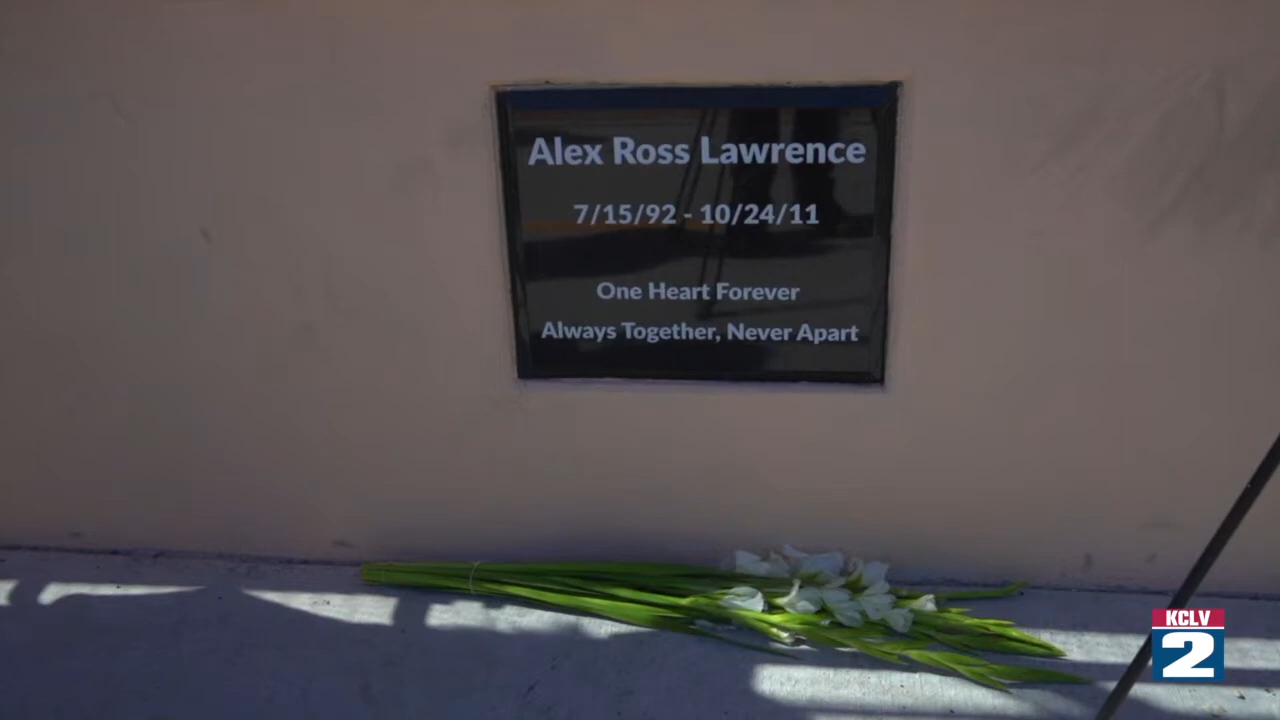 Alex Ross Lawrence
7/15/92 - 10/24/11
One Heart Forever
Always Together, Never Apart
KCLV
2